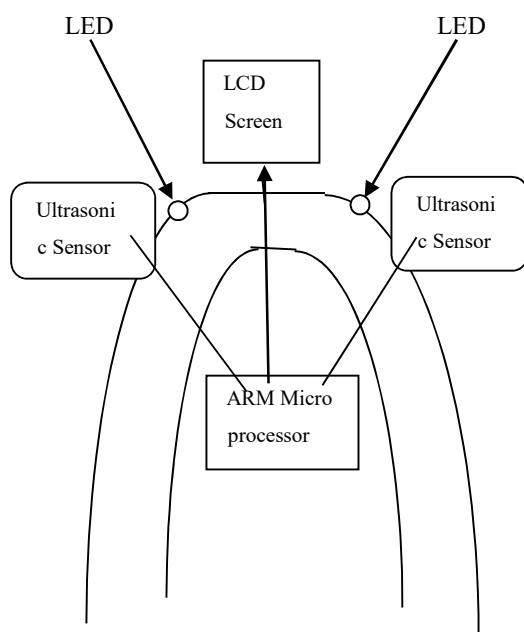 LED
LED
LCD
Screen
Ultrasoni
c Sensor
Ultrasoni
c Sensor
ARM Micro
processor